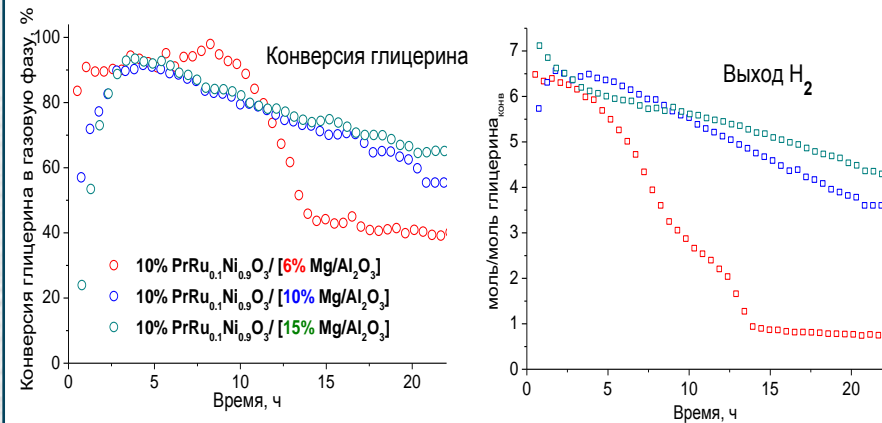 Конверсия глицерина в газовую фазу, %
100
80
60
40
20
0
Конверсия глицерина
10% PrRu0.1Ni0.9O3/ [6% Mg/Al2O3]
10% PrRu0.1Ni0.9O3/ [10% Mg/Al2O3]
10% PrRu0.1Ni0.9O3/ [15% Mg/Al2O3]
0 5 10 15 20
Время, ч
моль/моль глицеринаконв
7
6
5
4
3
2
1
0
Выход H2
0 5 10 15 20
Время, ч